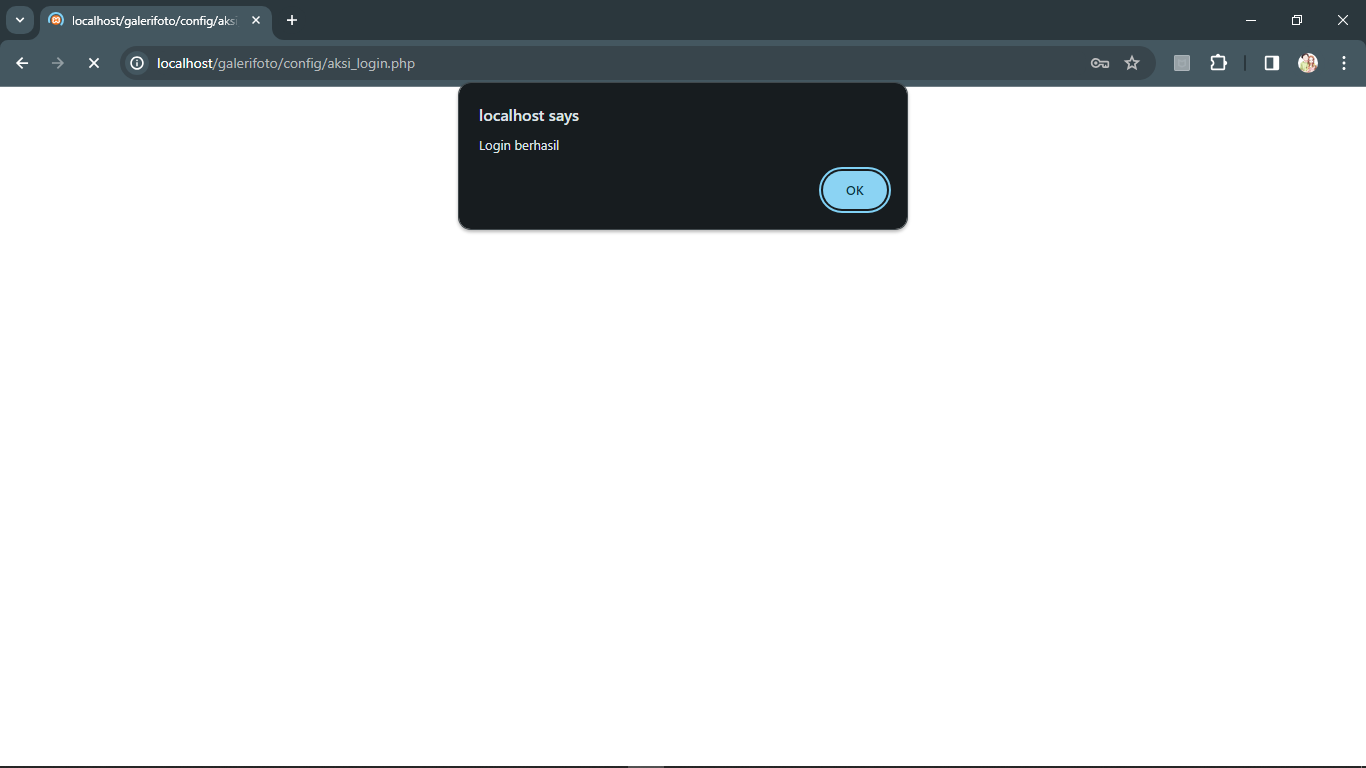 localhost/galerifoto/config/aksi
localhost/galerifoto/config/aksi_login.php
localhost says
Login berhasil
OK